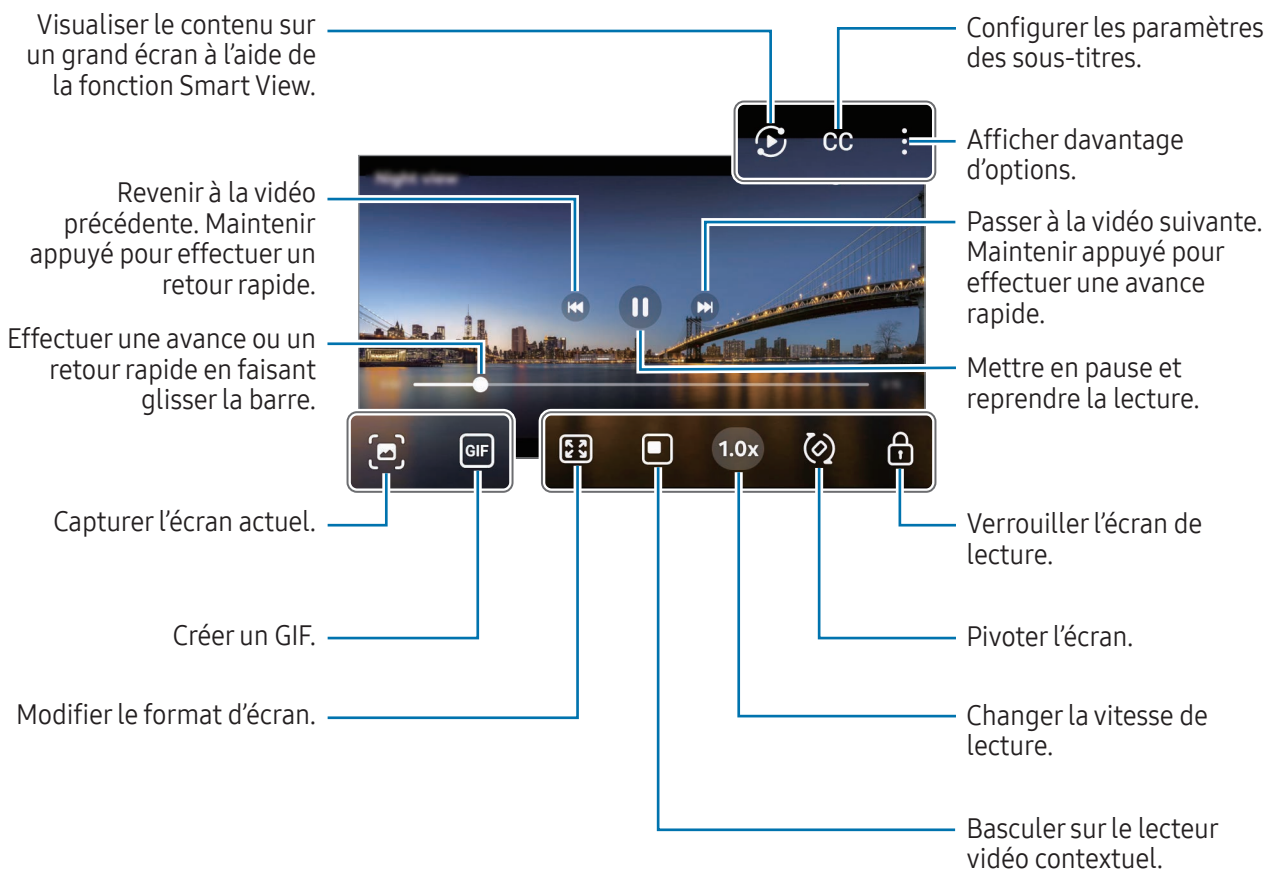 Visualiser le contenu sur
un grand écran à l'aide de
la fonction Smart View.
Configurer les paramètres
des sous-titres.
CC
Afficher davantage
d'options.
Night view
Revenir à la vidéo
précédente. Maintenir
appuyé pour effectuer un
retour rapide.
Passer à la vidéo suivante.
Maintenir appuyé pour
effectuer une avance
rapide.
Effectuer une avance ou un
retour rapide en faisant
glisser la barre.
Mettre en pause et
reprendre la lecture.
GIF
1.0x
Capturer l'écran actuel.
Verrouiller l'écran de
lecture.
Créer un GIF.
Pivoter l'écran.
Modifier le format d'écran.
Changer la vitesse de
lecture.
Basculer sur le lecteur
vidéo contextuel.